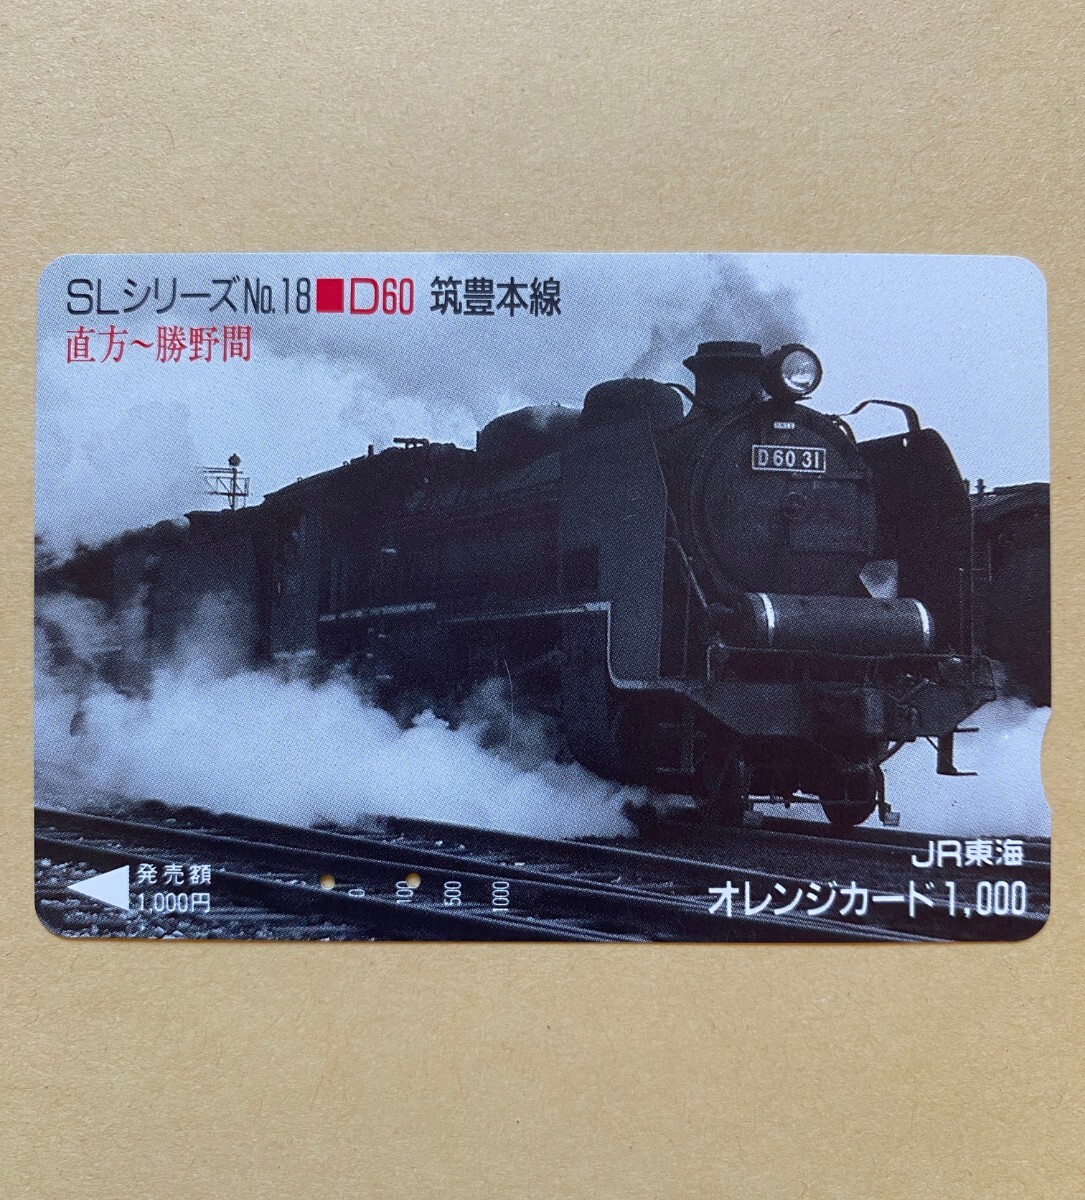 SLシリーズNo.18■D60 筑豊本線
直方～勝野間
D60 31
JR東海
オレンジカード1,000
発売額
1,000円
0 100 500 1000